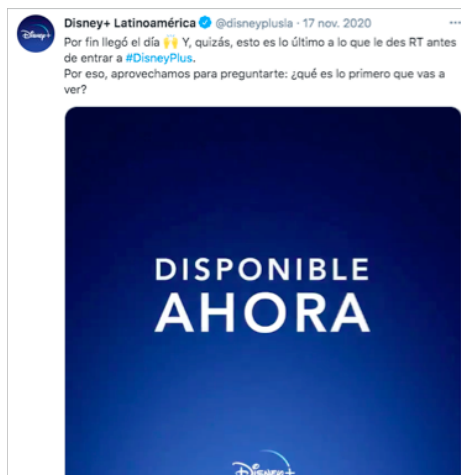 Disney+ Latinoamérica @disneyplusla · 17 nov. 2020
Por fin llegó el día 🙌 Y, quizás, esto es lo último a lo que le des RT antes
de entrar a #DisneyPlus.
Por eso, aprovechamos para preguntarte: ¿qué es lo primero que vas a
ver?
Disney+
DISPONIBLE
AHORA
Disney+